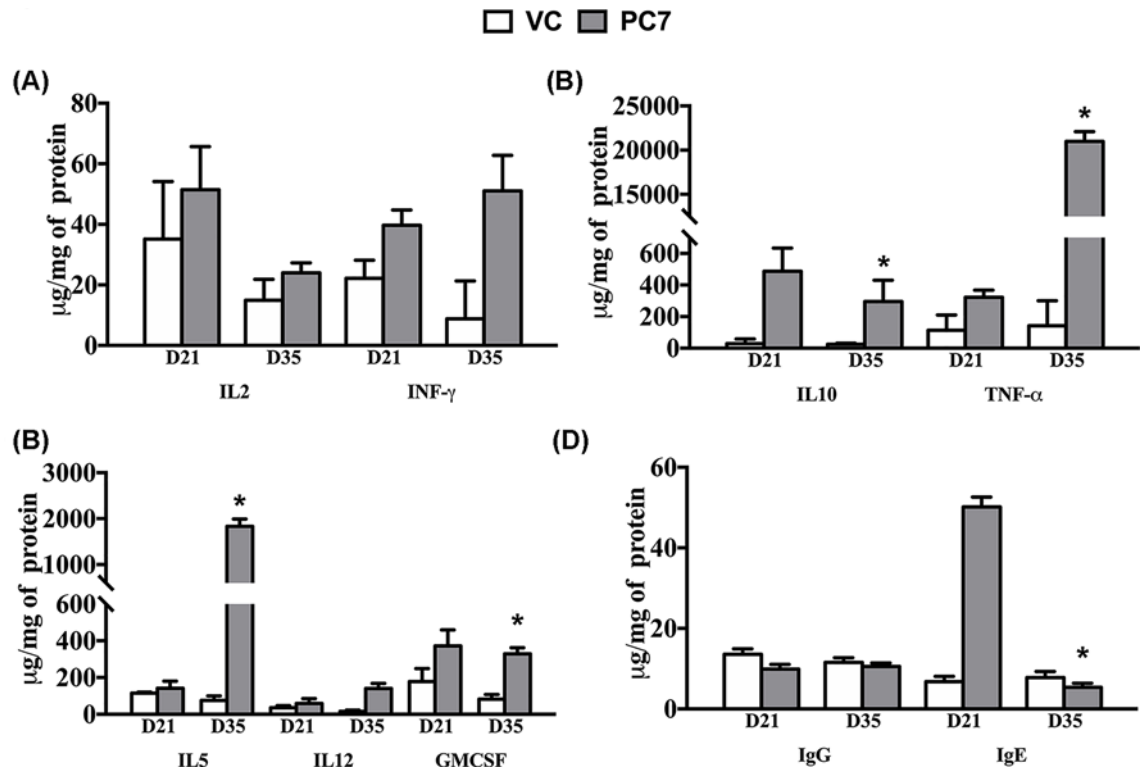 VC PC7
(A)
μg/mg of protein
80
60
40
20
0
D21 D35 D21 D35
IL2 INF-γ
(B)
μg/mg of protein
25000
20000
15000
600
400
200
0
*
*
D21 D35 D21 D35
IL10 TNF-α
(B)
μg/mg of protein
3000
2000
1000
600
400
200
0
*
*
D21 D35 D21 D35 D21 D35
IL5 IL12 GMCSF
(D)
μg/mg of protein
60
40
20
0
*
D21 D35 D21 D35
IgG IgE